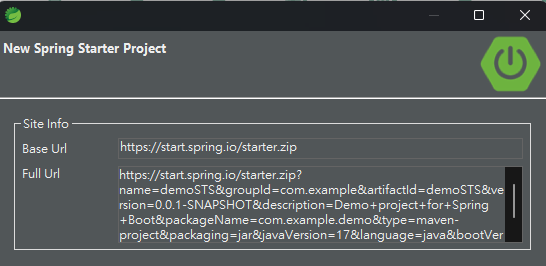 New Spring Starter Project
Site Info
Base Url
https://start.spring.io/starter.zip
Full Url
https://start.spring.io/starter.zip?
name=demoSTS&groupId=com.example&artifactId=demoSTS&ve
rsion=0.0.1-SNAPSHOT&description=Demo+project+for+Spring
+Boot&packageName=com.example.demo&type=maven-
project&packaging=jar&javaVersion=17&language=java&bootVer